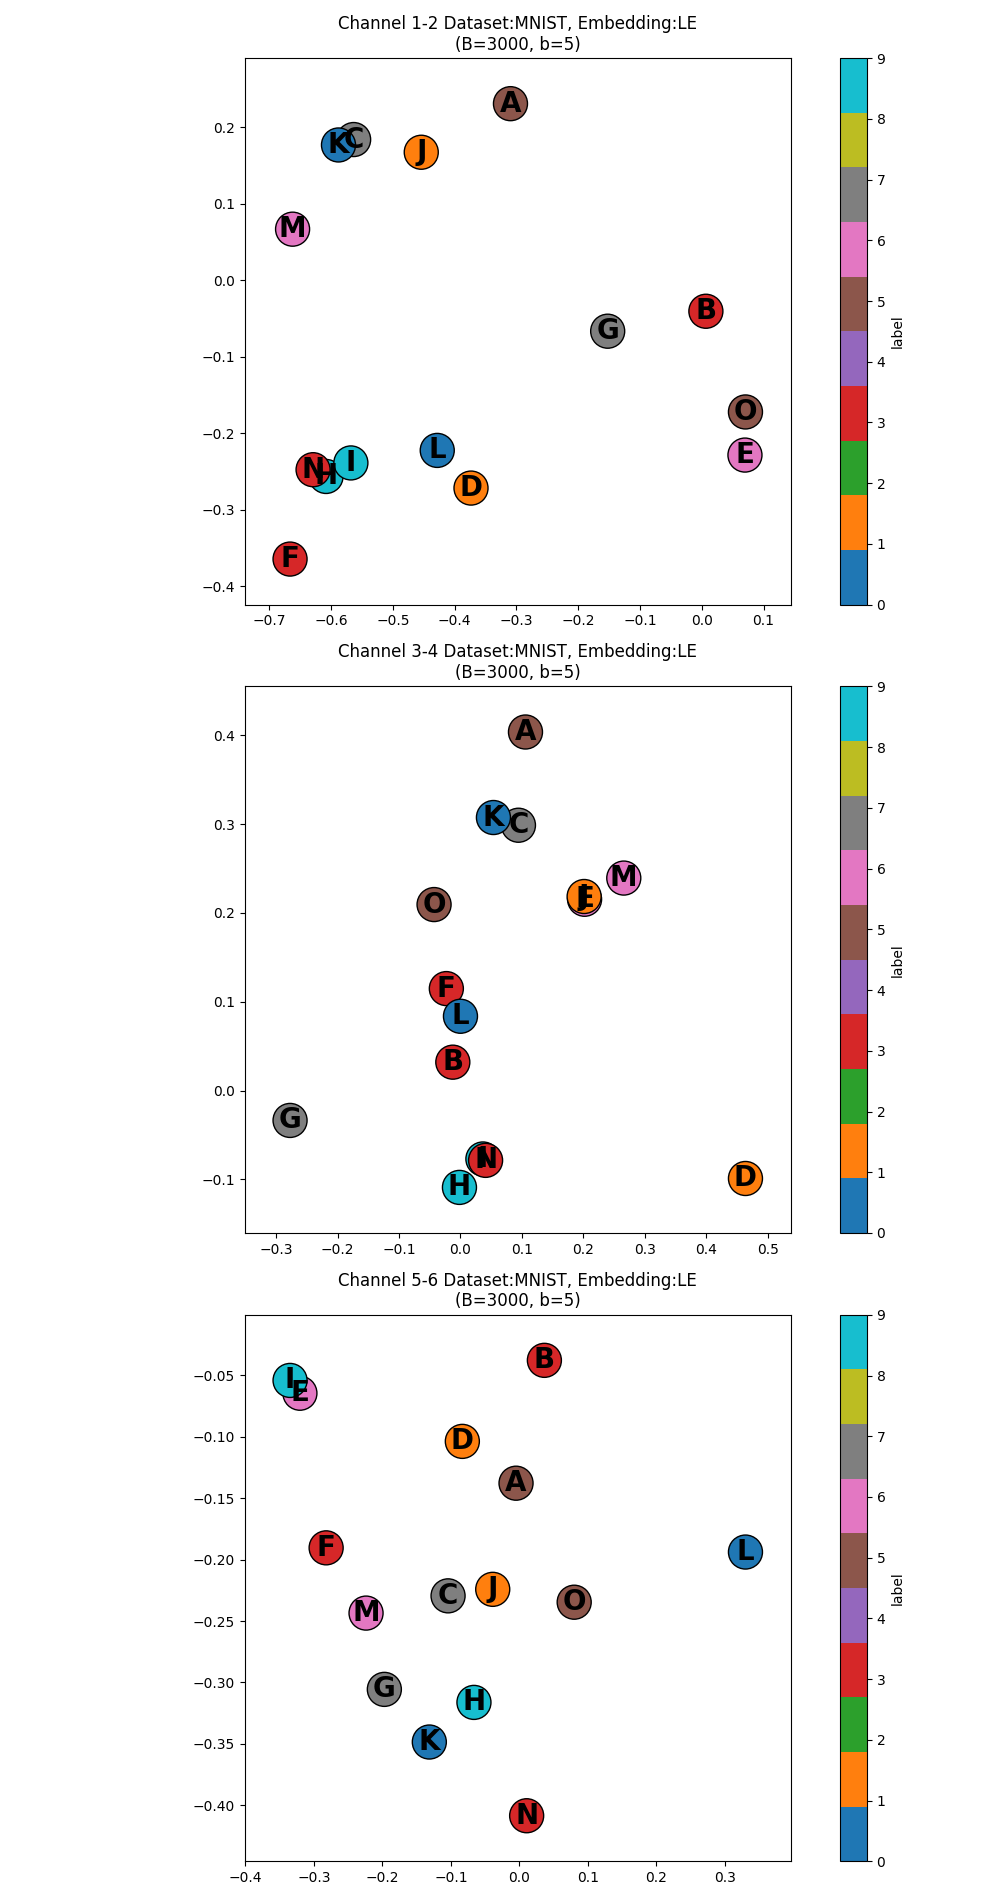 Channel 1-2 Dataset:MNIST, Embedding:LE
(B=3000, b=5)
A
K C J
M
B
G
O
L
E
N H I
D
F
0.2
0.1
0.0
−0.1
−0.2
−0.3
−0.4
−0.7 −0.6 −0.5 −0.4 −0.3 −0.2 −0.1 0.0 0.1
9
8
7
6
5
4
3
2
1
0
label
Channel 3-4 Dataset:MNIST, Embedding:LE
(B=3000, b=5)
A
K C
M
J E
O
F
L
B
G
I N
H
D
0.4
0.3
0.2
0.1
0.0
−0.1
−0.3 −0.2 −0.1 0.0 0.1 0.2 0.3 0.4 0.5
9
8
7
6
5
4
3
2
1
0
label
Channel 5-6 Dataset:MNIST, Embedding:LE
(B=3000, b=5)
B
I E
D
A
F
L
C J O
M
G
H
K
N
−0.05
−0.10
−0.15
−0.20
−0.25
−0.30
−0.35
−0.40
−0.4 −0.3 −0.2 −0.1 0.0 0.1 0.2 0.3
9
8
7
6
5
4
3
2
1
0
label